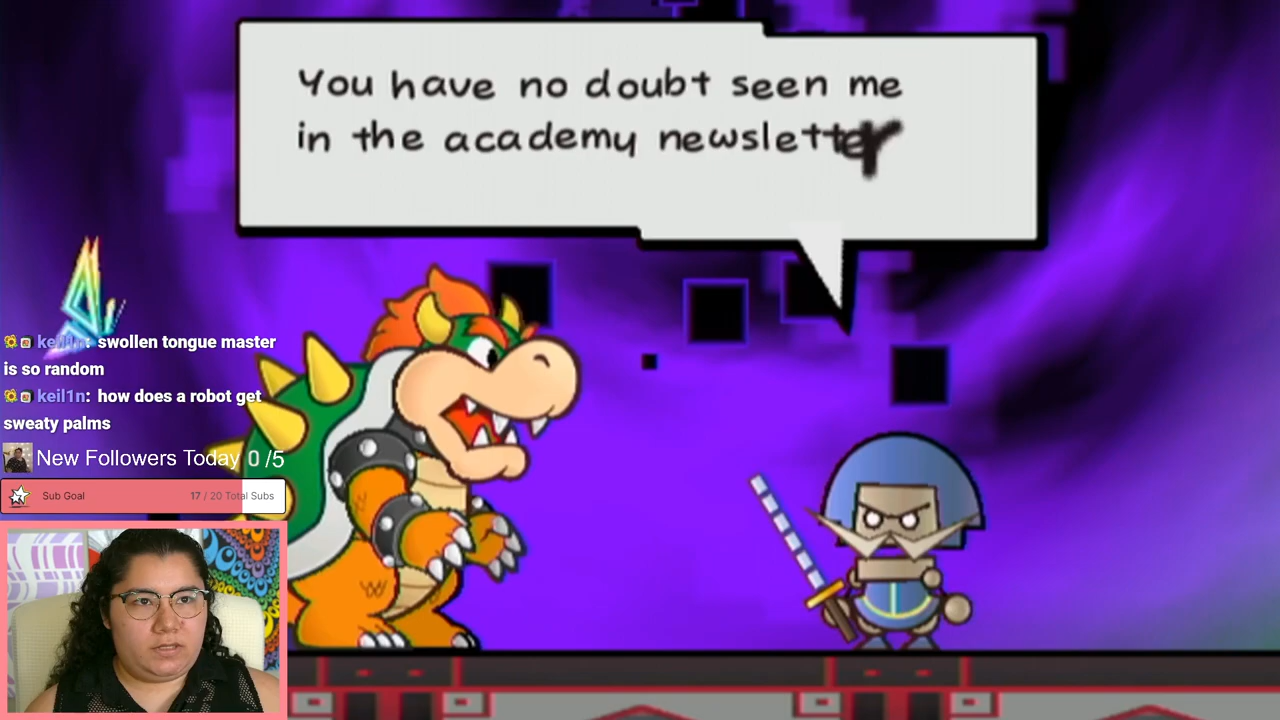 You have no doubt seen me
in the academy newsletter
keil1n: swollen tongue master
is so random
keil1n: how does a robot get
sweaty palms
New Followers Today 0 /5
Sub Goal 17 / 20 Total Subs